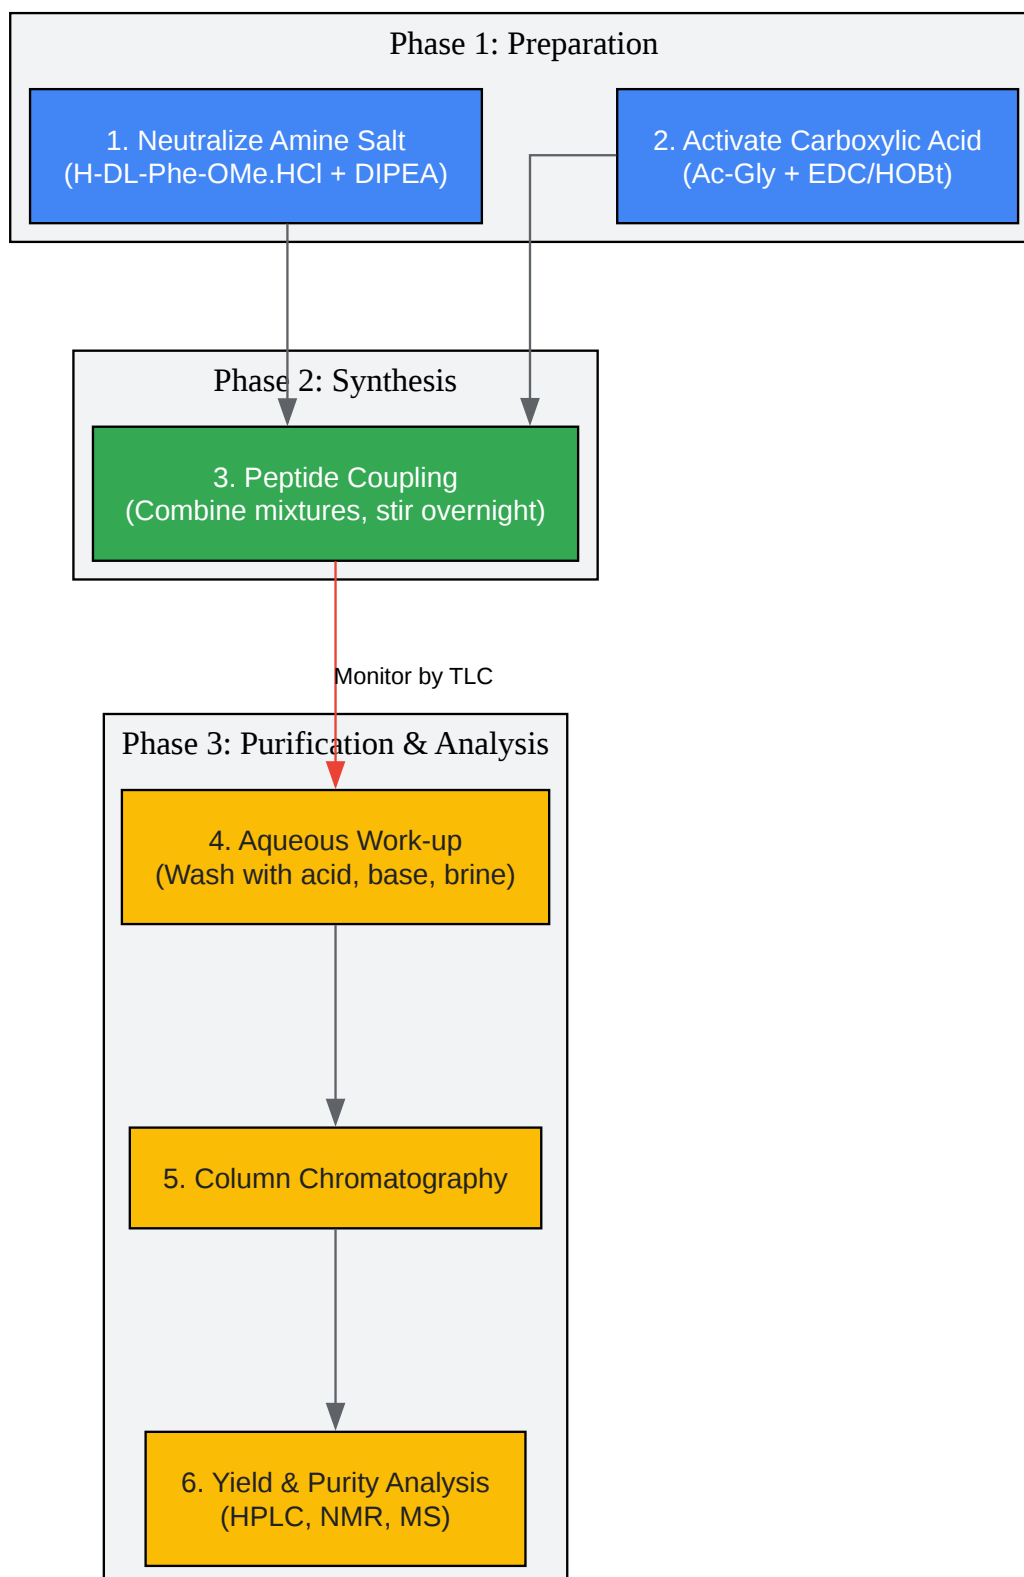 Phase 1: Preparation
1. Neutralize Amine Salt
(H-DL-Phe-OMe.HCl + DIPEA)
2. Activate Carboxylic Acid
(Ac-Gly + EDC/HOBt)
Phase 2: Synthesis
3. Peptide Coupling
(Combine mixtures, stir overnight)
Monitor by TLC
Phase 3: Purification & Analysis
4. Aqueous Work-up
(Wash with acid, base, brine)
5. Column Chromatography
6. Yield & Purity Analysis
(HPLC, NMR, MS)